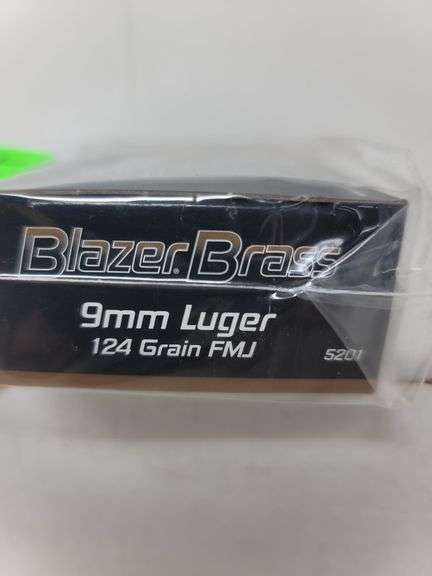 Blazer® Brass
9mm Luger
124 Grain FMJ 5201